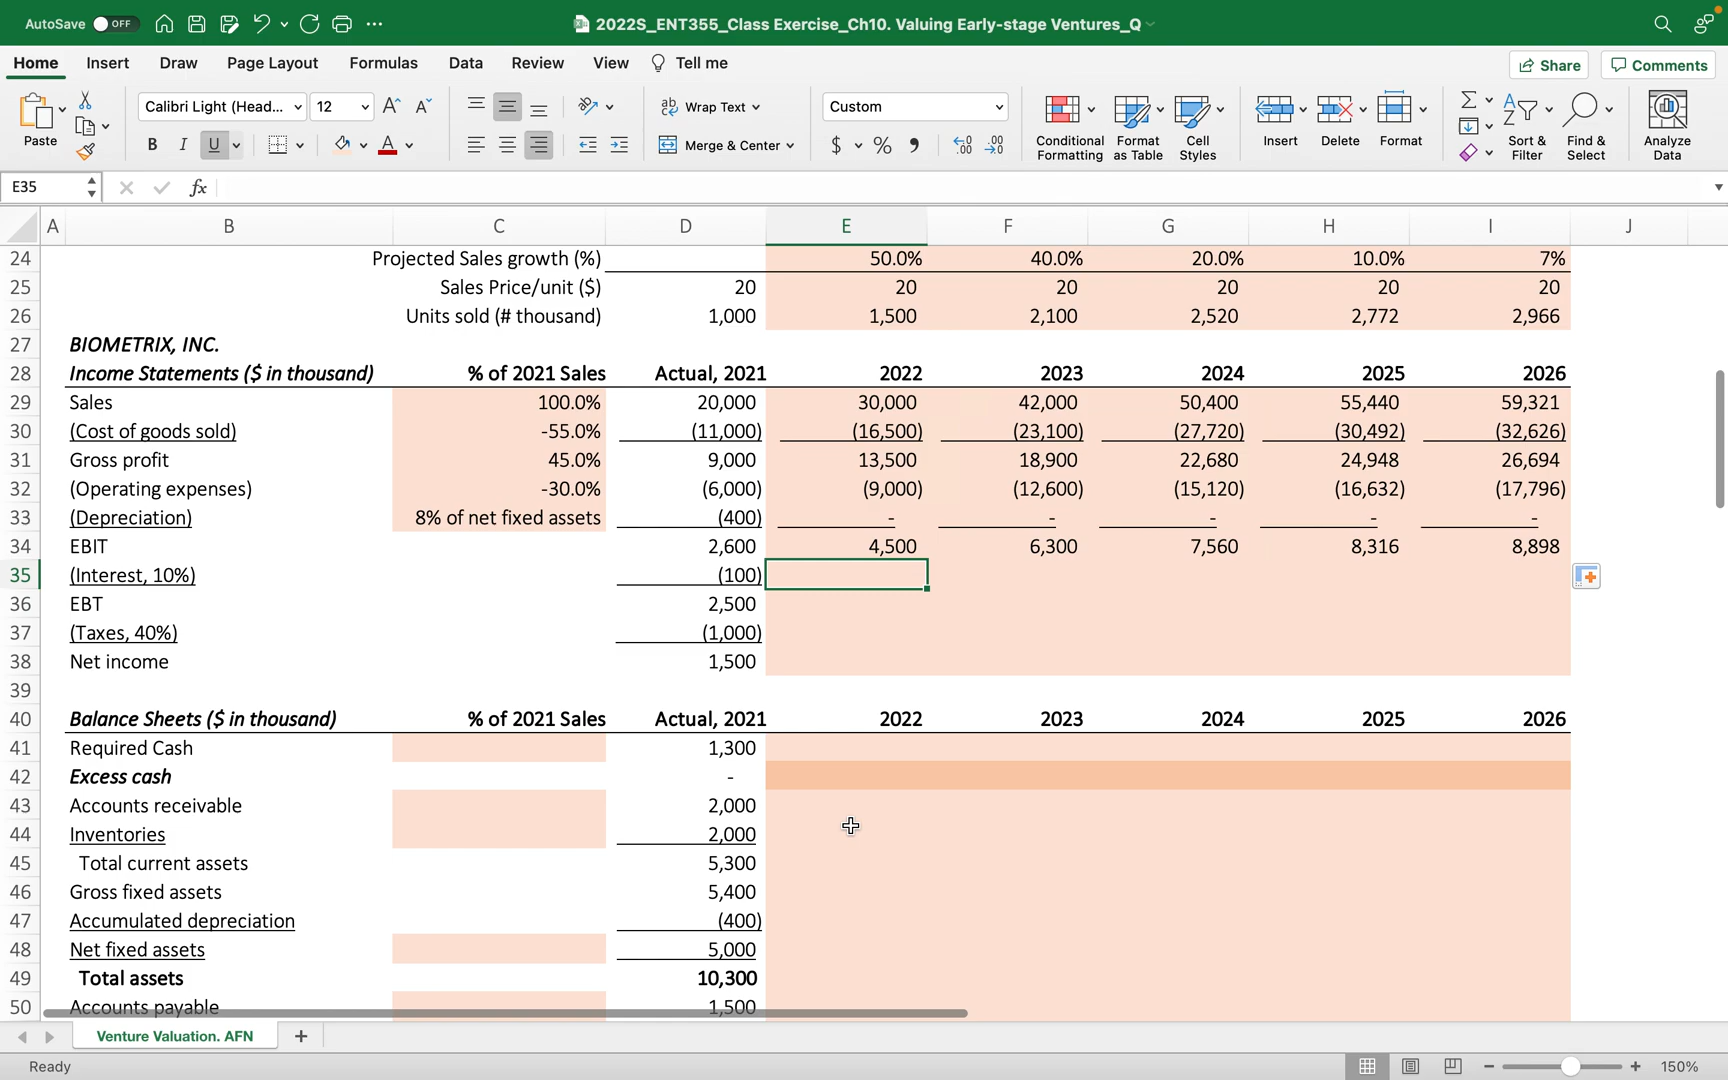 AutoSave OFF 2022S_ENT355_Class Exercise_Ch10. Valuing Early-stage Ventures_Q
Home Insert Draw Page Layout Formulas Data Review View Tell me Share Comments
Paste Calibri Light (Head... 12 A A ab Wrap Text Custom Conditional Formatting Format as Table Cell Styles Insert Delete Format Sort & Filter Find & Select Analyze Data
B I U A Merge & Center $ % 9 .00 .00
E35 fx
A B C D E F G H I J
24 Projected Sales growth (%) 50.0% 40.0% 20.0% 10.0% 7%
25 Sales Price/unit ($) 20 20 20 20 20 20
26 Units sold (# thousand) 1,000 1,500 2,100 2,520 2,772 2,966
27 BIOMETRIX, INC.
28 Income Statements ($ in thousand) % of 2021 Sales Actual, 2021 2022 2023 2024 2025 2026
29 Sales 100.0% 20,000 30,000 42,000 50,400 55,440 59,321
30 (Cost of goods sold) -55.0% (11,000) (16,500) (23,100) (27,720) (30,492) (32,626)
31 Gross profit 45.0% 9,000 13,500 18,900 22,680 24,948 26,694
32 (Operating expenses) -30.0% (6,000) (9,000) (12,600) (15,120) (16,632) (17,796)
33 (Depreciation) 8% of net fixed assets (400) - - - - -
34 EBIT 2,600 4,500 6,300 7,560 8,316 8,898
35 (Interest, 10%) (100)
36 EBT 2,500
37 (Taxes, 40%) (1,000)
38 Net income 1,500
39
40 Balance Sheets ($ in thousand) % of 2021 Sales Actual, 2021 2022 2023 2024 2025 2026
41 Required Cash 1,300
42 Excess cash -
43 Accounts receivable 2,000
44 Inventories 2,000
45 Total current assets 5,300
46 Gross fixed assets 5,400
47 Accumulated depreciation (400)
48 Net fixed assets 5,000
49 Total assets 10,300
50 Accounts payable 1,500
Venture Valuation. AFN +
Ready 150%